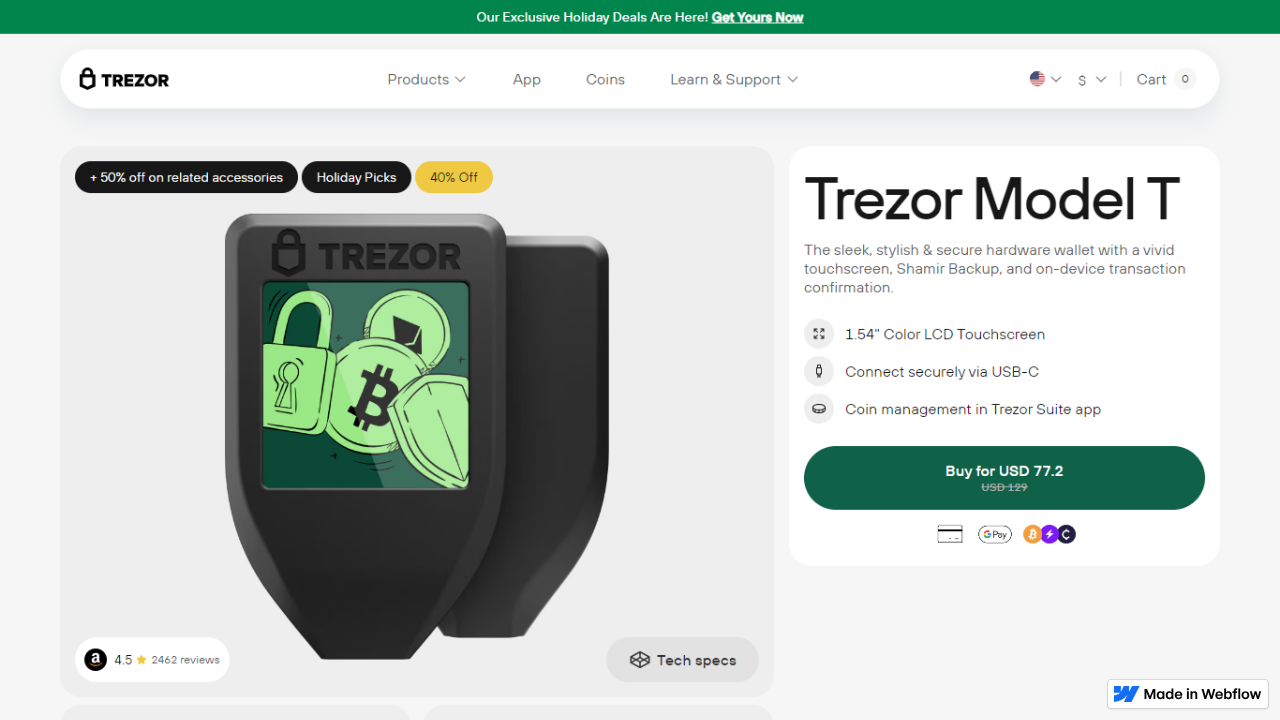 Our Exclusive Holiday Deals Are Here! Get Yours Now
TREZOR
Products
App
Coins
Learn & Support
$
Cart
0
+ 50% off on related accessories
Holiday Picks
40% Off
TREZOR
4.5
2462 reviews
Tech specs
Trezor Model T
The sleek, stylish & secure hardware wallet with a vivid
touchscreen, Shamir Backup, and on-device transaction
confirmation.
1.54" Color LCD Touchscreen
Connect securely via USB-C
Coin management in Trezor Suite app
Buy for USD 77.2
USD 129
G Pay
Made in Webflow